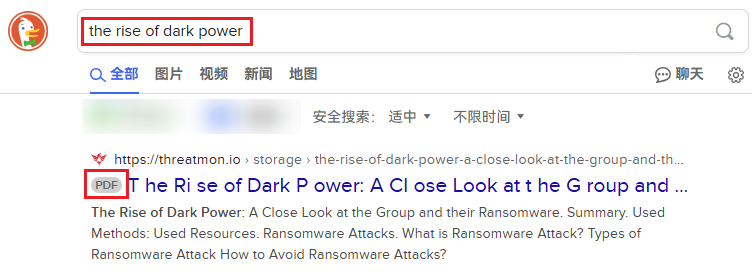 the rise of dark power
全部 图片 视频 新闻 地图 聊天
安全搜索： 适中 不限时间
https://threatmon.io › storage › the-rise-of-dark-power-a-close-look-at-the-group-and-th...
PDF T he Ri se of Dark P ower: A Cl ose Look at t he G roup and ...
The Rise of Dark Power: A Close Look at the Group and their Ransomware. Summary. Used
Methods: Used Resources. Ransomware Attacks. What is Ransomware Attack? Types of
Ransomware Attack How to Avoid Ransomware Attacks?